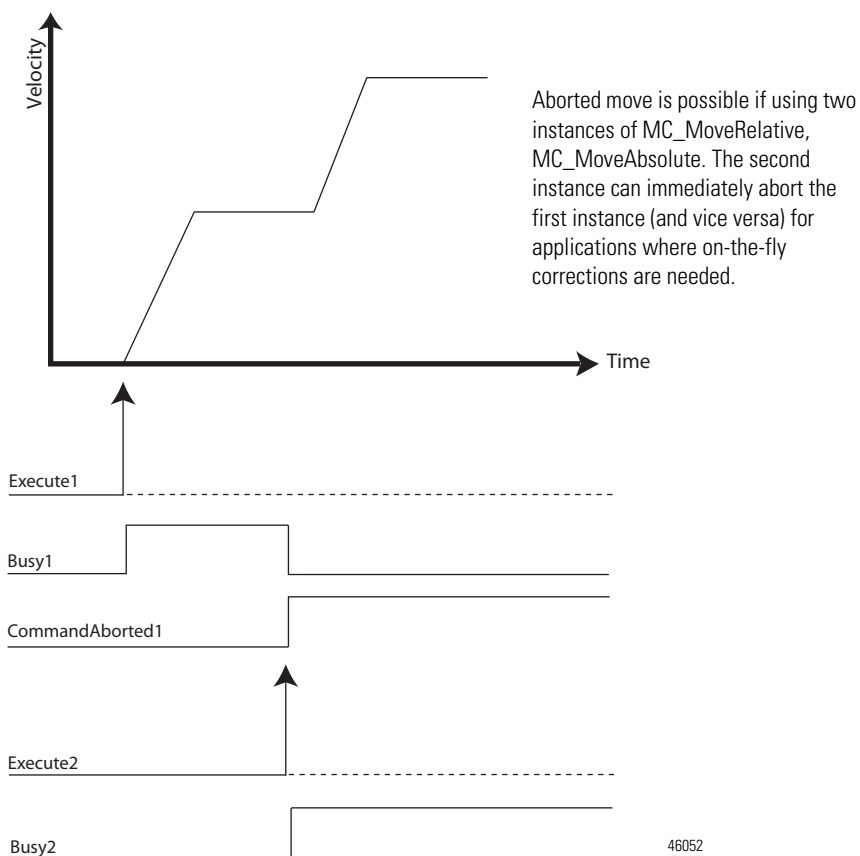 Velocity
Aborted move is possible if using two
instances of MC_MoveRelative,
MC_MoveAbsolute. The second
instance can immediately abort the
first instance (and vice versa) for
applications where on-the-fly
corrections are needed.
Time
Execute1
Busy1
CommandAborted1
Execute2
Busy2
46052